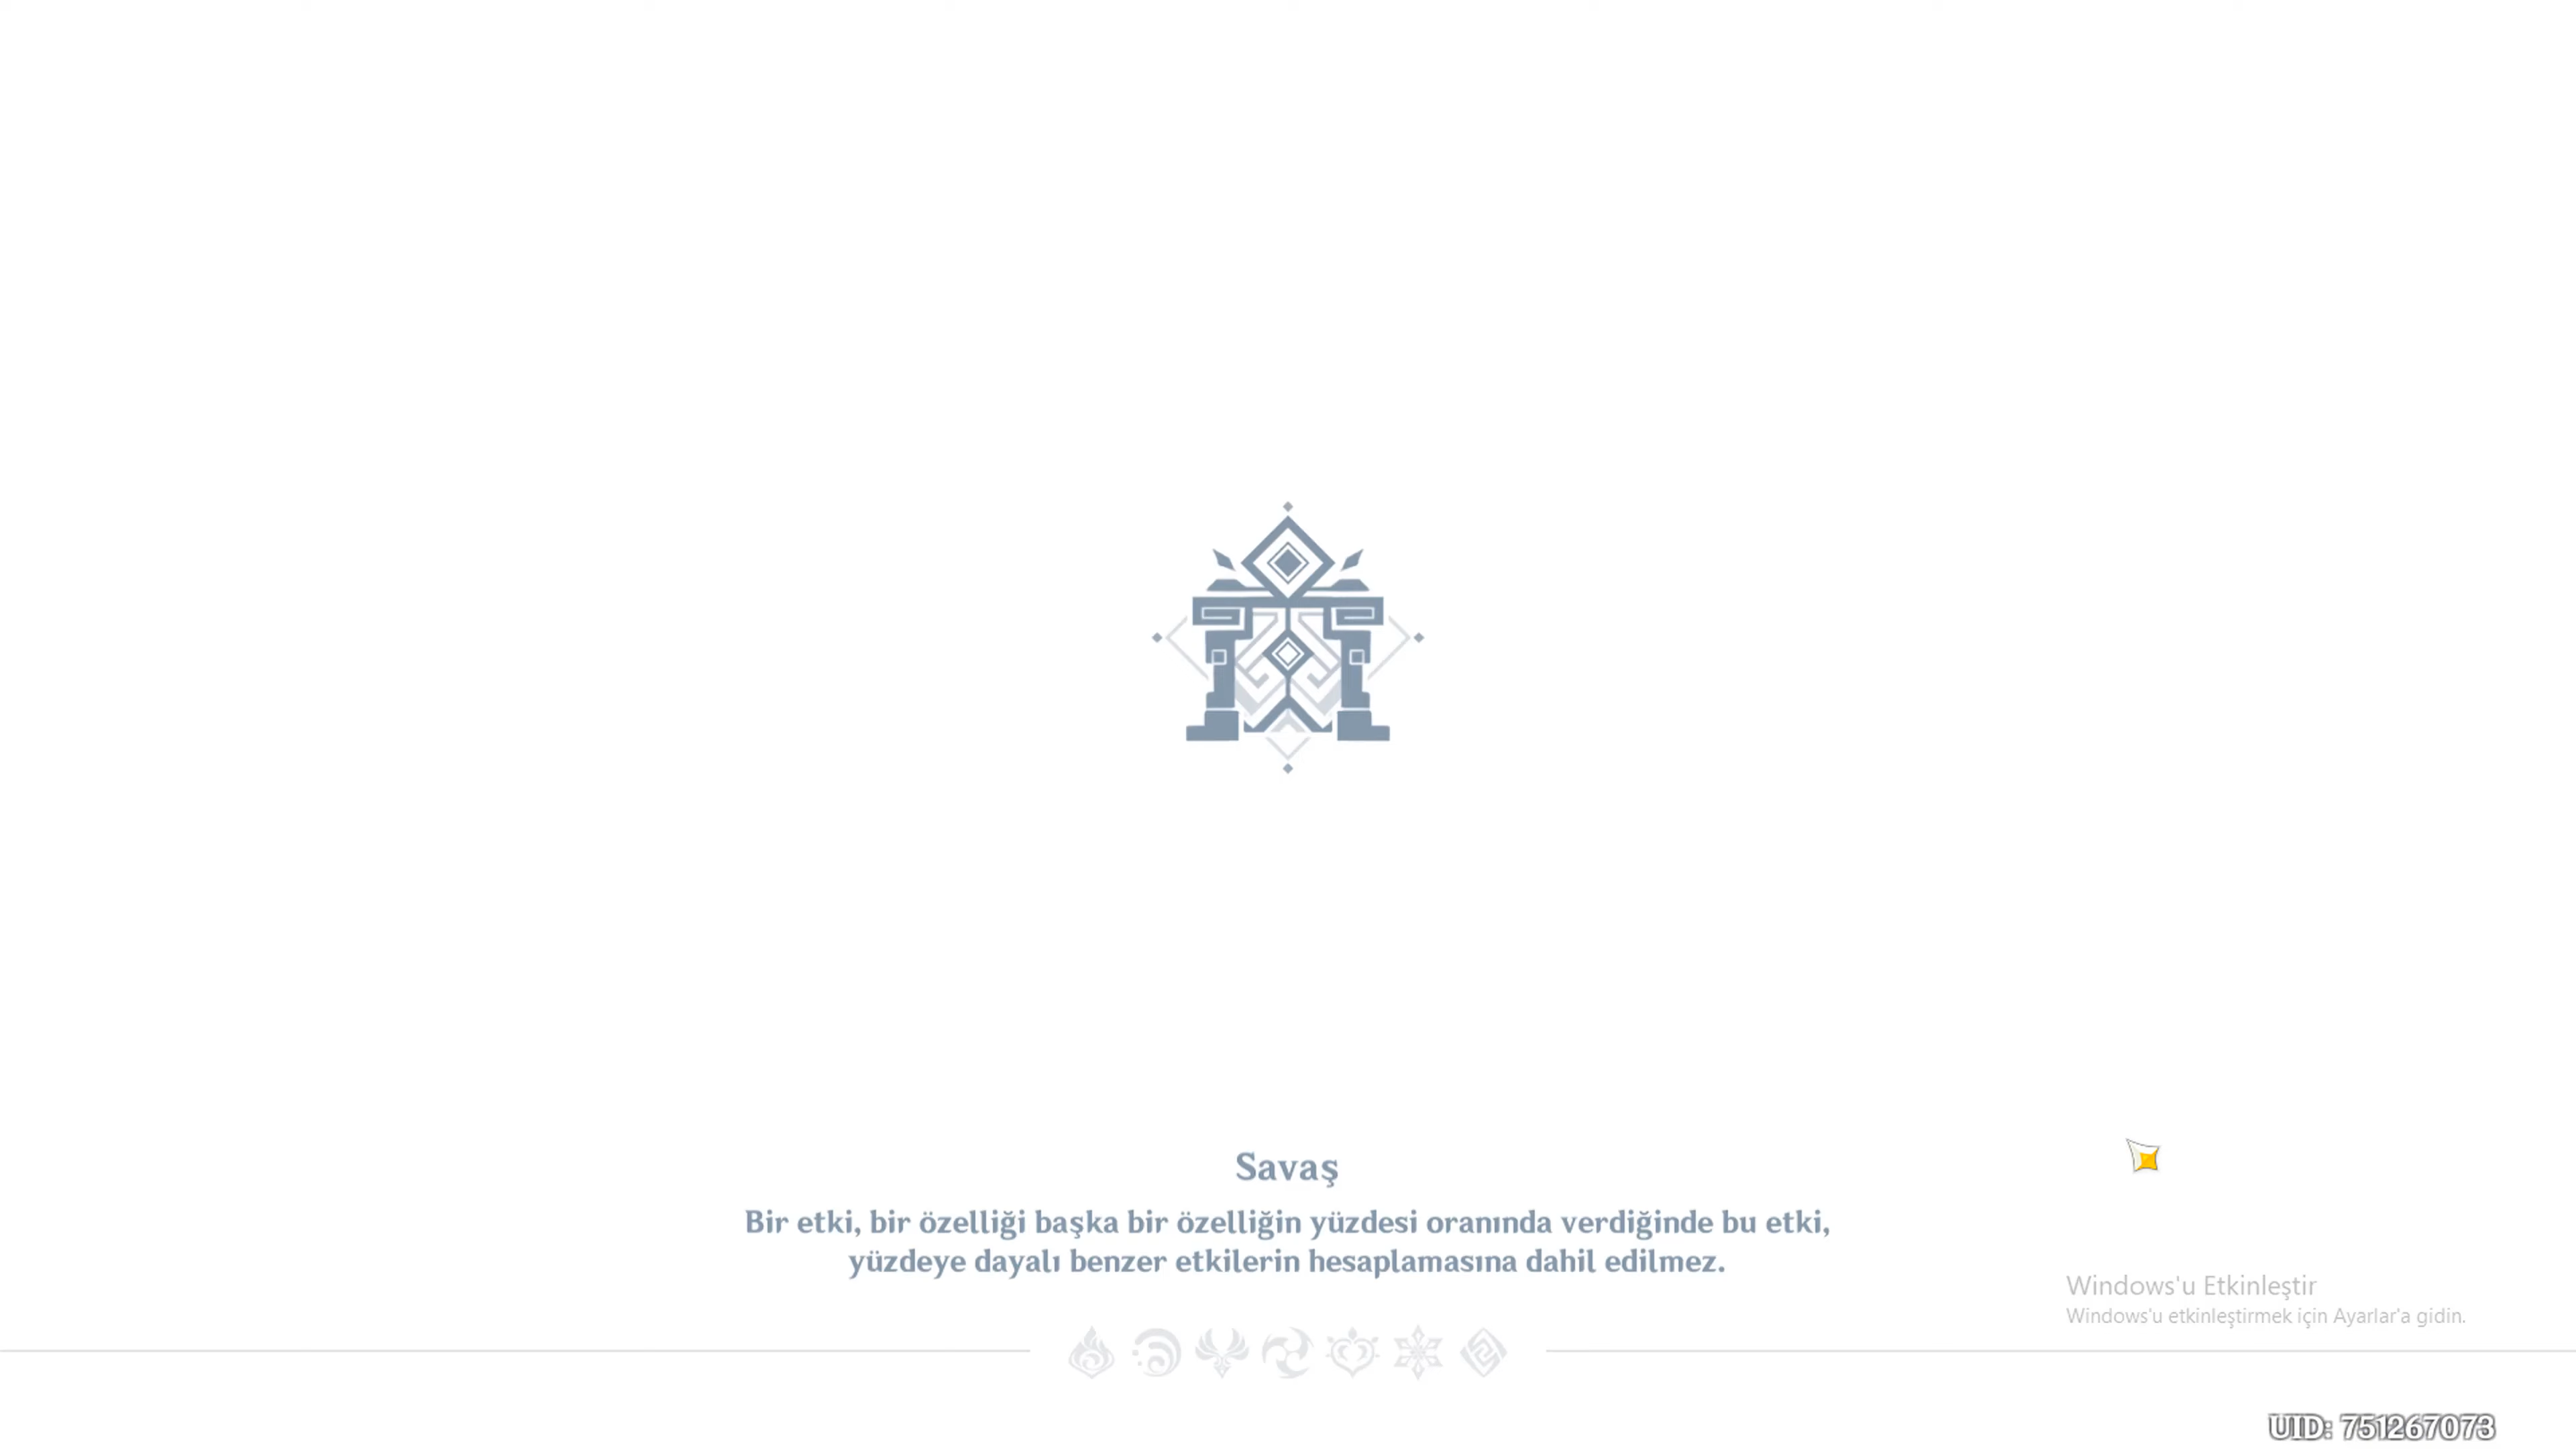 Savaş
Bir etki, bir özelliği başka bir özelliğin yüzdesi oranında verdiğinde bu etki,
yüzdeye dayalı benzer etkilerin hesaplamasına dahil edilmez.
Windows'u Etkinleştir
Windows'u etkinleştirmek için Ayarlar'a gidin.
UID: 751267073